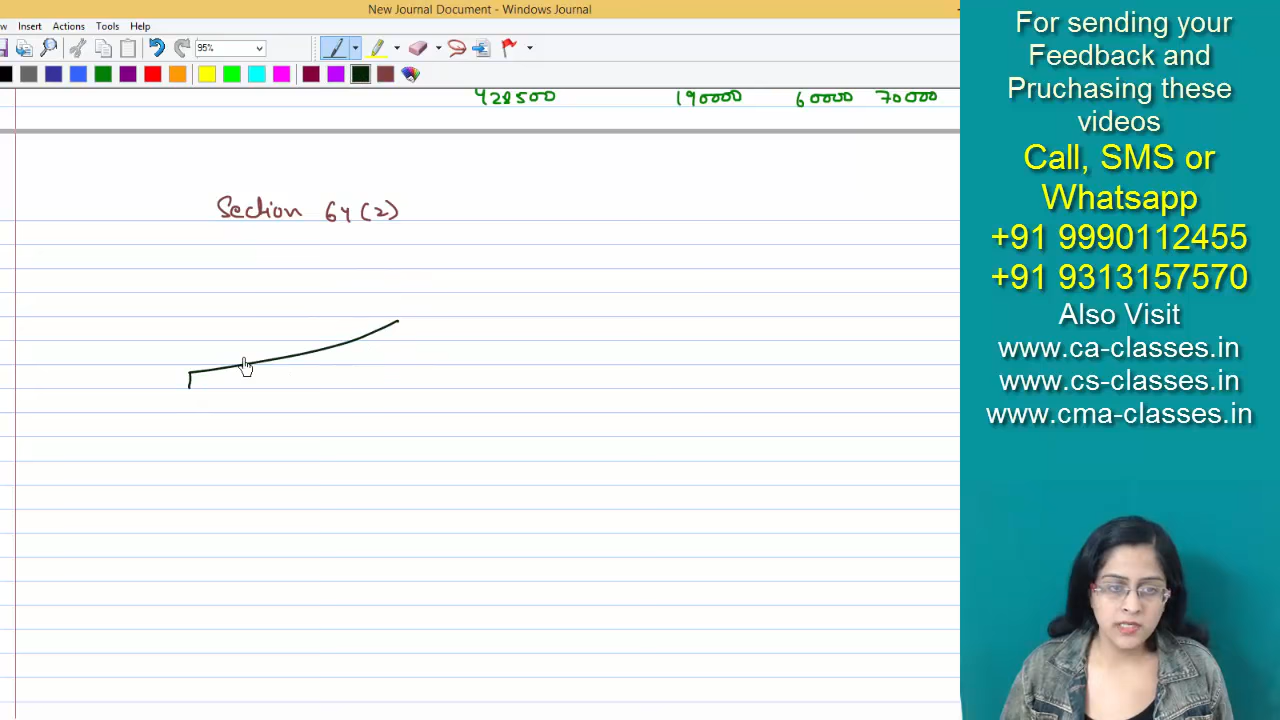 New Journal Document - Windows Journal
Insert Actions Tools Help
95%
428500 190000 60000 70000
Section 64(2)
For sending your
Feedback and
Pruchasing these
videos
Call, SMS or
Whatsapp
+91 9990112455
+91 9313157570
Also Visit
www.ca-classes.in
www.cs-classes.in
www.cma-classes.in